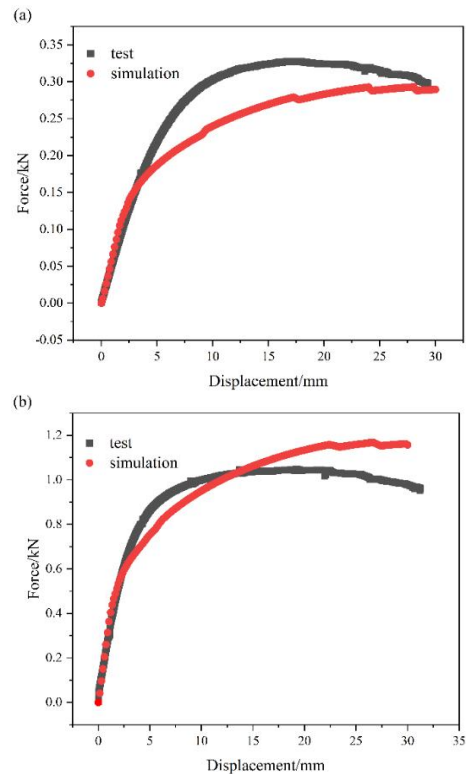 (a)
0.35
test
simulation
0.30
0.25
0.20
0.15
0.10
0.05
0.00
-0.05
Force/kN
0 5 10 15 20 25 30
Displacement/mm
(b)
1.2
test
simulation
1.0
0.8
0.6
0.4
0.2
0.0
Force/kN
0 5 10 15 20 25 30 35
Displacement/mm